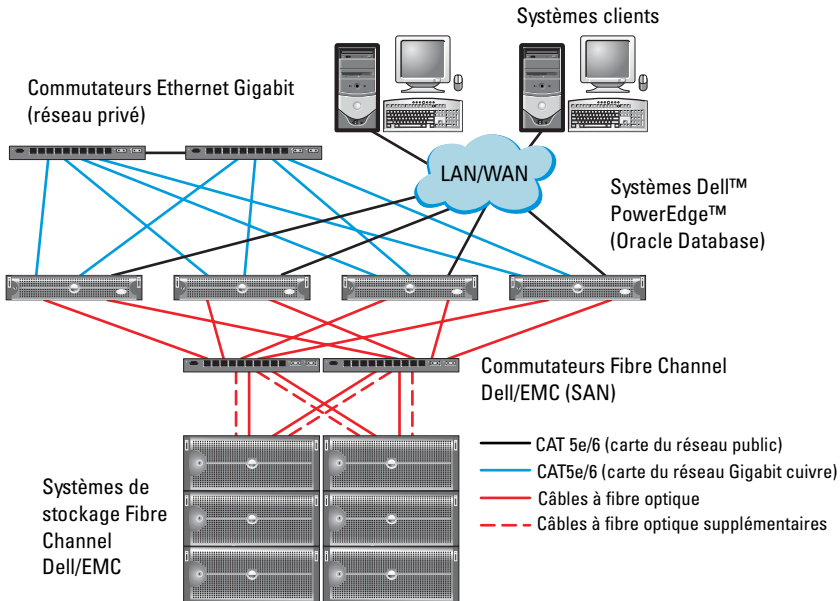 Systèmes clients
Commutateurs Ethernet Gigabit
(réseau privé)
LAN/WAN
Systèmes Dell™
PowerEdge™
(Oracle Database)
Commutateurs Fibre Channel
Dell/EMC (SAN)
CAT 5e/6 (carte du réseau public)
CAT5e/6 (carte du réseau Gigabit cuivre)
Câbles à fibre optique
Câbles à fibre optique supplémentaires
Systèmes de
stockage Fibre
Channel
Dell/EMC